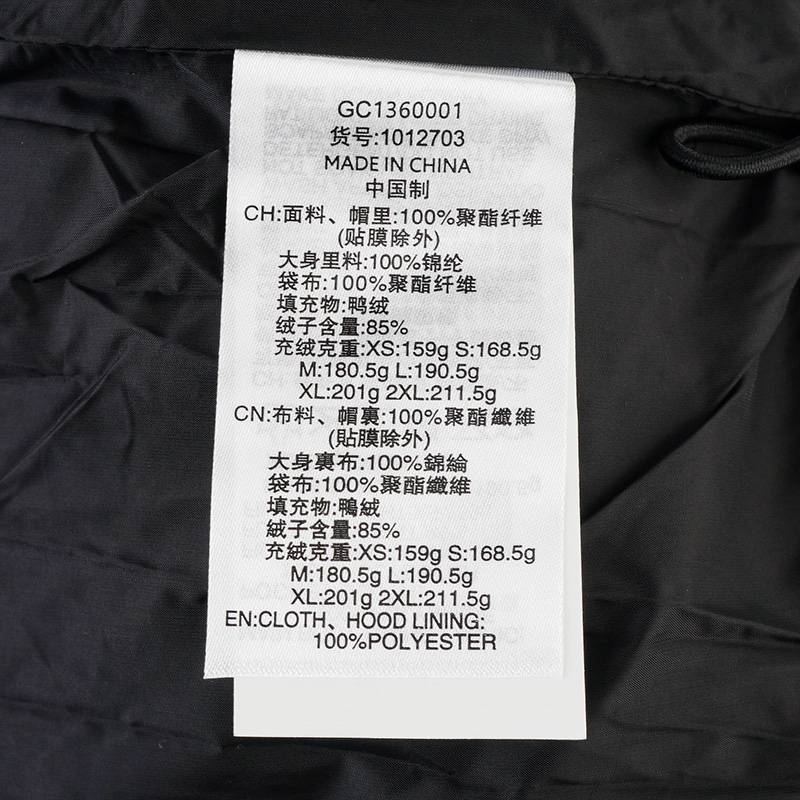 GC1360001
货号:1012703
MADE IN CHINA
中国制
CH:面料、帽里:100%聚酯纤维
(贴膜除外)
大身里料:100%锦纶
袋布:100%聚酯纤维
填充物:鸭绒
绒子含量:85%
充绒克重:XS:159g S:168.5g
M:180.5g L:190.5g
XL:201g 2XL:211.5g
CN:布料、帽裏:100%聚酯纖維
(貼膜除外)
大身裏布:100%錦綸
袋布:100%聚酯纖維
填充物:鴨絨
絨子含量:85%
充絨克重:XS:159g S:168.5g
M:180.5g L:190.5g
XL:201g 2XL:211.5g
EN:CLOTH、HOOD LINING:
100%POLYESTER